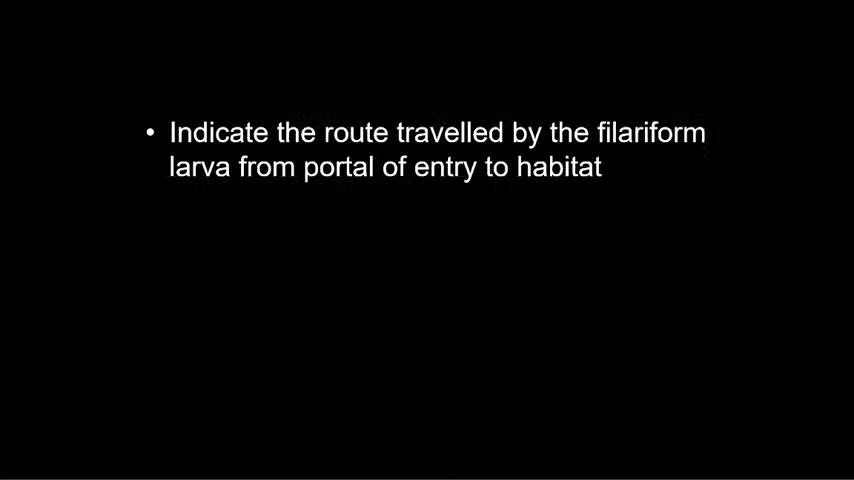 • Indicate the route travelled by the filariform
larva from portal of entry to habitat